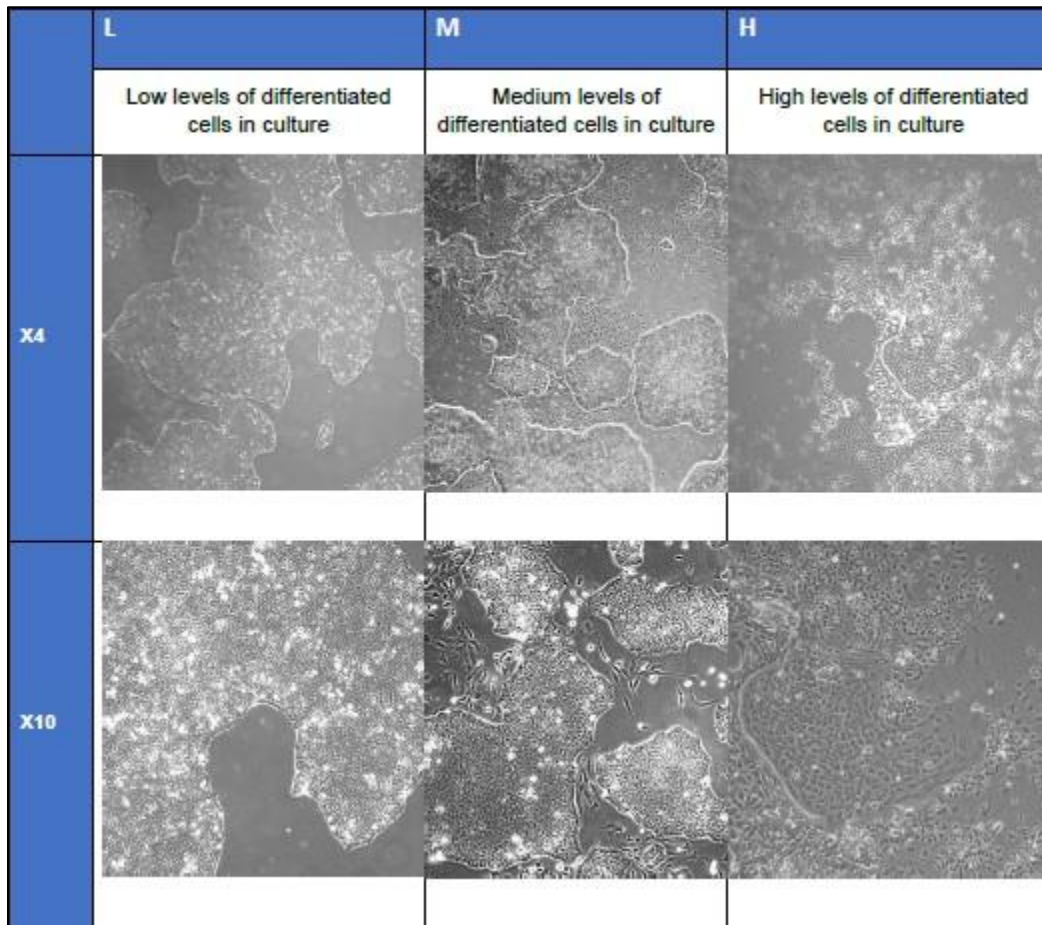 L M H
Low levels of differentiated
cells in culture
Medium levels of
differentiated cells in culture
High levels of differentiated
cells in culture
X4
X10